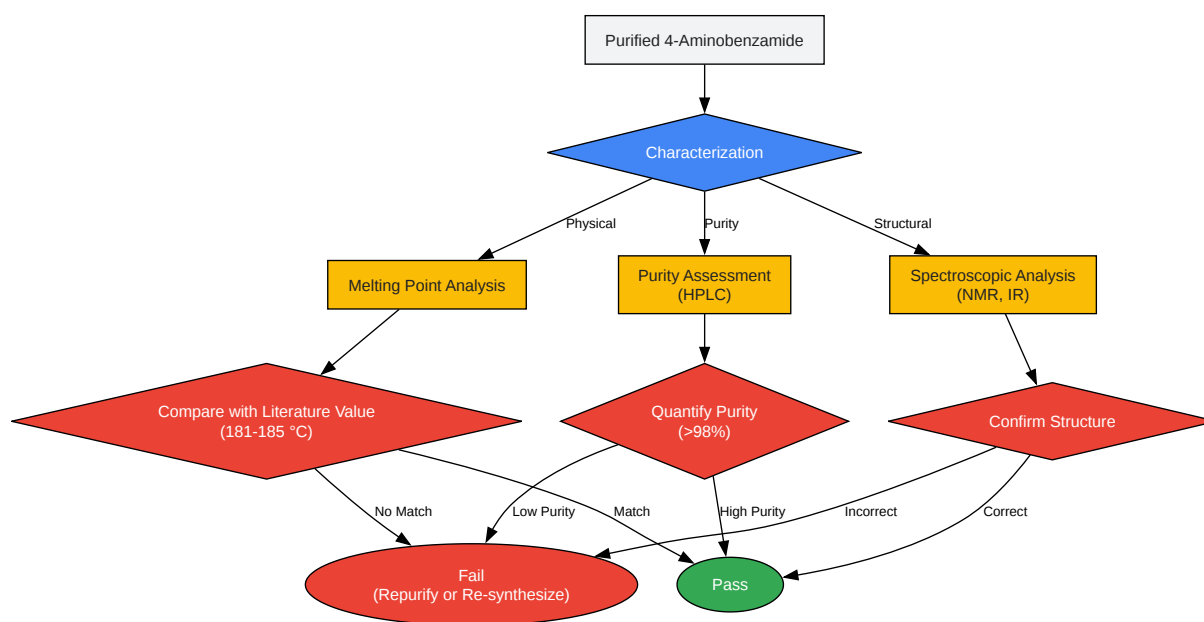 Purified 4-Aminobenzamide
Characterization
Physical
Purity
Structural
Melting Point Analysis
Purity Assessment
(HPLC)
Spectroscopic Analysis
(NMR, IR)
Compare with Literature Value
(181-185 °C)
Quantify Purity
(>98%)
Confirm Structure
No Match
Low Purity
Match
High Purity
Incorrect
Correct
Fail
(Repurify or Re-synthesize)
Pass